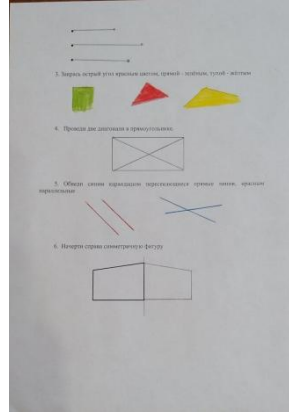 3. Закрась острый угол красным цветом, прямой - зелёным, тупой - жёлтым
4. Проведи две диагонали в прямоугольнике
5. Обведи синим карандашом пересекающиеся прямые линии, красным
параллельные
6. Начерти справа симметричную фигуру